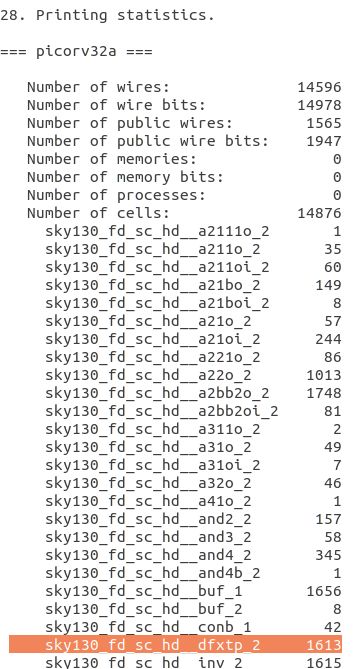 28. Printing statistics.
=== picorv32a ===
Number of wires: 14596
Number of wire bits: 14978
Number of public wires: 1565
Number of public wire bits: 1947
Number of memories: 0
Number of memory bits: 0
Number of processes: 0
Number of cells: 14876
sky130_fd_sc_hd__a2111o_2 1
sky130_fd_sc_hd__a211o_2 35
sky130_fd_sc_hd__a211oi_2 60
sky130_fd_sc_hd__a21bo_2 149
sky130_fd_sc_hd__a21boi_2 8
sky130_fd_sc_hd__a21o_2 57
sky130_fd_sc_hd__a21oi_2 244
sky130_fd_sc_hd__a221o_2 86
sky130_fd_sc_hd__a22o_2 1013
sky130_fd_sc_hd__a2bb2o_2 1748
sky130_fd_sc_hd__a2bb2oi_2 81
sky130_fd_sc_hd__a311o_2 2
sky130_fd_sc_hd__a31o_2 49
sky130_fd_sc_hd__a31oi_2 7
sky130_fd_sc_hd__a32o_2 46
sky130_fd_sc_hd__a41o_2 1
sky130_fd_sc_hd__and2_2 157
sky130_fd_sc_hd__and3_2 58
sky130_fd_sc_hd__and4_2 345
sky130_fd_sc_hd__and4b_2 1
sky130_fd_sc_hd__buf_1 1656
sky130_fd_sc_hd__buf_2 8
sky130_fd_sc_hd__conb_1 42
sky130_fd_sc_hd__dfxtp_2 1613
sky130_fd_sc_hd__inv_2 1615